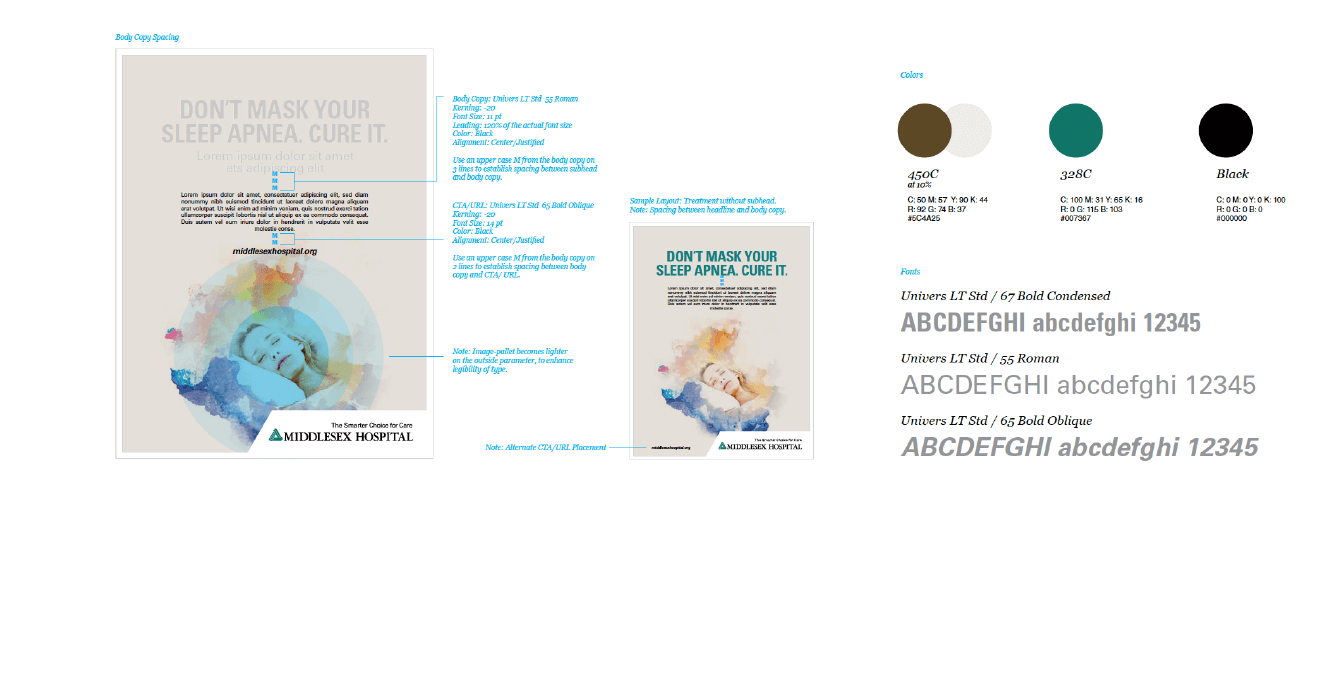 Body Copy Spacing
DON'T MASK YOUR
SLEEP APNEA. CURE IT.
Lorem ipsum dolor sit amet
ets adipiscing elit
M
M
M
Lorem ipsum dolor sit amet, consectetuer adipiscing elit, sed diam
nonummy nibh euismod tincidunt ut laoreet dolore magna aliquam
erat volutpat. Ut wisi enim ad minim veniam, quis nostrud exerci tation
ullamcorper suscipit lobortis nisl ut aliquip ex ea commodo consequat.
Duis autem vel eum iriure dolor in hendrerit in vulputate velit esse
molestie conse.
M
M
middlesexhospital.org
The Smarter Choice for Care
MIDDLESEX HOSPITAL
Body Copy: Univers LT Std 55 Roman
Kerning: -20
Font Size: 11 pt
Leading: 120% of the actual font size
Color: Black
Alignment: Center/Justified
Use an upper case M from the body copy on
3 lines to establish spacing between subhead
and body copy.
CTA/URL: Univers LT Std 65 Bold Oblique
Kerning: -20
Font Size: 14 pt
Color: Black
Alignment: Center/Justified
Use an upper case M from the body copy on
2 lines to establish spacing between body
copy and CTA/ URL.
Note: Image-pallet becomes lighter
on the outside parameter, to enhance
legibility of type.
Note: Alternate CTA/URL Placement
Sample Layout: Treatment without subhead.
Note: Spacing between headline and body copy.
DON'T MASK YOUR
SLEEP APNEA. CURE IT.
M
M
Lorem ipsum dolor sit amet, consectetuer adipiscing elit, sed diam
nonummy nibh euismod tincidunt ut laoreet dolore magna aliquam
erat volutpat. Ut wisi enim ad minim veniam, quis nostrud exerci tation
ullamcorper suscipit lobortis nisl ut aliquip ex ea commodo consequat.
Duis autem vel eum iriure dolor in hendrerit in vulputate velit esse
molestie conse.
middlesexhospital.org
The Smarter Choice for Care
MIDDLESEX HOSPITAL
Colors
450C
at 10%
C: 50 M: 57 Y: 90 K: 44
R: 92 G: 74 B: 37
#5C4A25
328C
C: 100 M: 31 Y: 65 K: 16
R: 0 G: 115 B: 103
#007367
Black
C: 0 M: 0 Y: 0 K: 100
R: 0 G: 0 B: 0
#000000
Fonts
Univers LT Std / 67 Bold Condensed
ABCDEFGHI abcdefghi 12345
Univers LT Std / 55 Roman
ABCDEFGHI abcdefghi 12345
Univers LT Std / 65 Bold Oblique
ABCDEFGHI abcdefghi 12345